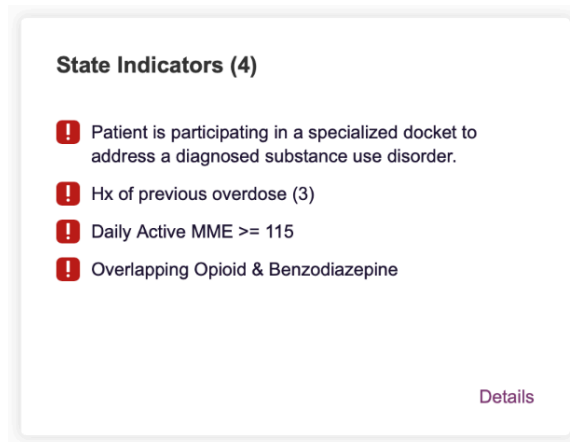 State Indicators (4)
Patient is participating in a specialized docket to
address a diagnosed substance use disorder.
Hx of previous overdose (3)
Daily Active MME >= 115
Overlapping Opioid & Benzodiazepine
Details